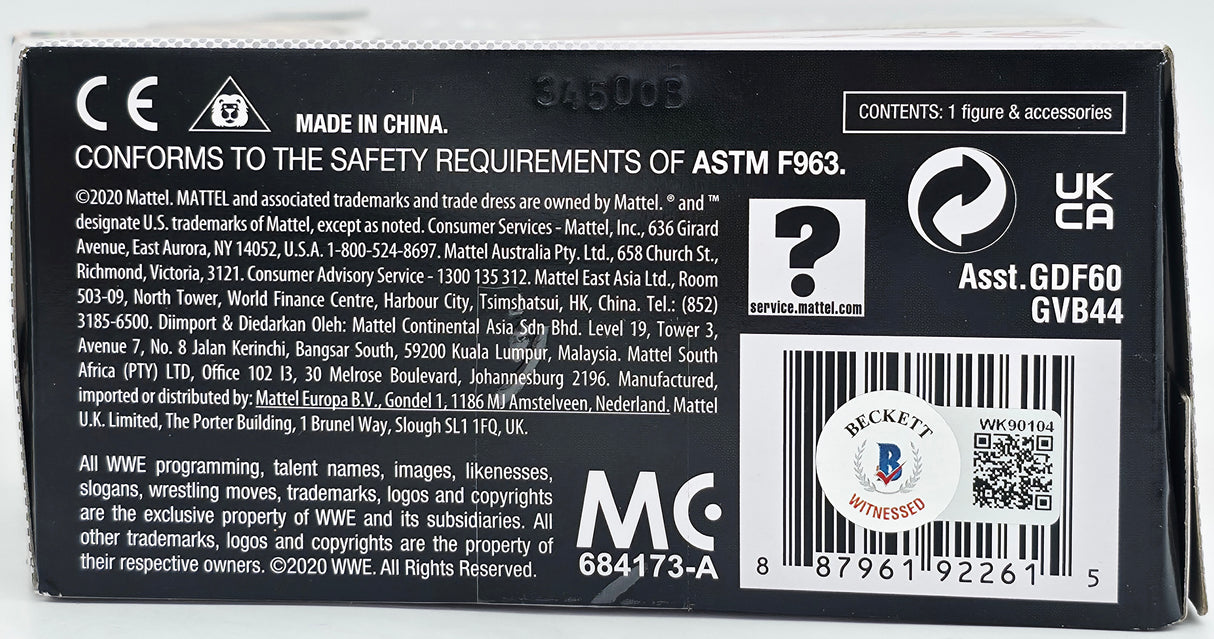 CE
34500B
MADE IN CHINA.
CONTENTS: 1 figure & accessories
CONFORMS TO THE SAFETY REQUIREMENTS OF ASTM F963.
©2020 Mattel. MATTEL and associated trademarks and trade dress are owned by Mattel. ® and ™
designate U.S. trademarks of Mattel, except as noted. Consumer Services - Mattel, Inc., 636 Girard
Avenue, East Aurora, NY 14052, U.S.A. 1-800-524-8697. Mattel Australia Pty. Ltd., 658 Church St.,
Richmond, Victoria, 3121. Consumer Advisory Service - 1300 135 312. Mattel East Asia Ltd., Room
503-09, North Tower, World Finance Centre, Harbour City, Tsimshatsui, HK, China. Tel.: (852)
3185-6500. Diimport & Diedarkan Oleh: Mattel Continental Asia Sdn Bhd. Level 19, Tower 3,
Avenue 7, No. 8 Jalan Kerinchi, Bangsar South, 59200 Kuala Lumpur, Malaysia. Mattel South
Africa (PTY) LTD, Office 102 I3, 30 Melrose Boulevard, Johannesburg 2196. Manufactured,
imported or distributed by: Mattel Europa B.V., Gondel 1, 1186 MJ Amstelveen, Nederland. Mattel
U.K. Limited, The Porter Building, 1 Brunel Way, Slough SL1 1FQ, UK.
?
service.mattel.com
UK
CA
Asst.GDF60
GVB44
All WWE programming, talent names, images, likenesses,
slogans, wrestling moves, trademarks, logos and copyrights
are the exclusive property of WWE and its subsidiaries. All
other trademarks, logos and copyrights are the property of
their respective owners. ©2020 WWE. All Rights Reserved.
MC
684173-A
BECKETT
B
WITNESSED
WK90104
8 87961 92261 5